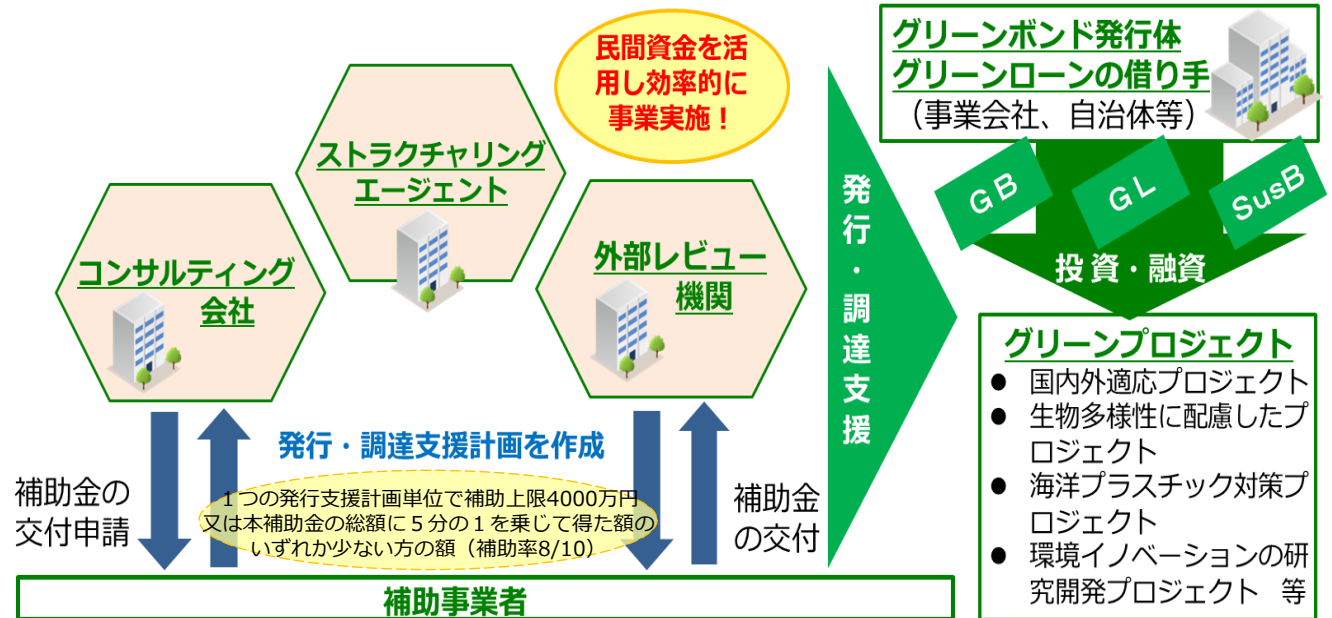 民間資金を活
用し効率的に
事業実施！
ストラクチャリング
エージェント
コンサルティング
会社
外部レビュー
機関
発行・調達支援計画を作成
１つの発行支援計画単位で補助上限4000万円
又は本補助金の総額に５分の１を乗じて得た額の
いずれか少ない方の額（補助率8/10）
補助金の
交付申請
補助金
の交付
補助事業者
発行・調達支援
グリーンボンド発行体
グリーンローンの借り手
（事業会社、自治体等）
ＧＢ
ＧＬ
SusB
投資・融資
グリーンプロジェクト
● 国内外適応プロジェクト
● 生物多様性に配慮したプ
ロジェクト
● 海洋プラスチック対策プ
ロジェクト
● 環境イノベーションの研
究開発プロジェクト　等